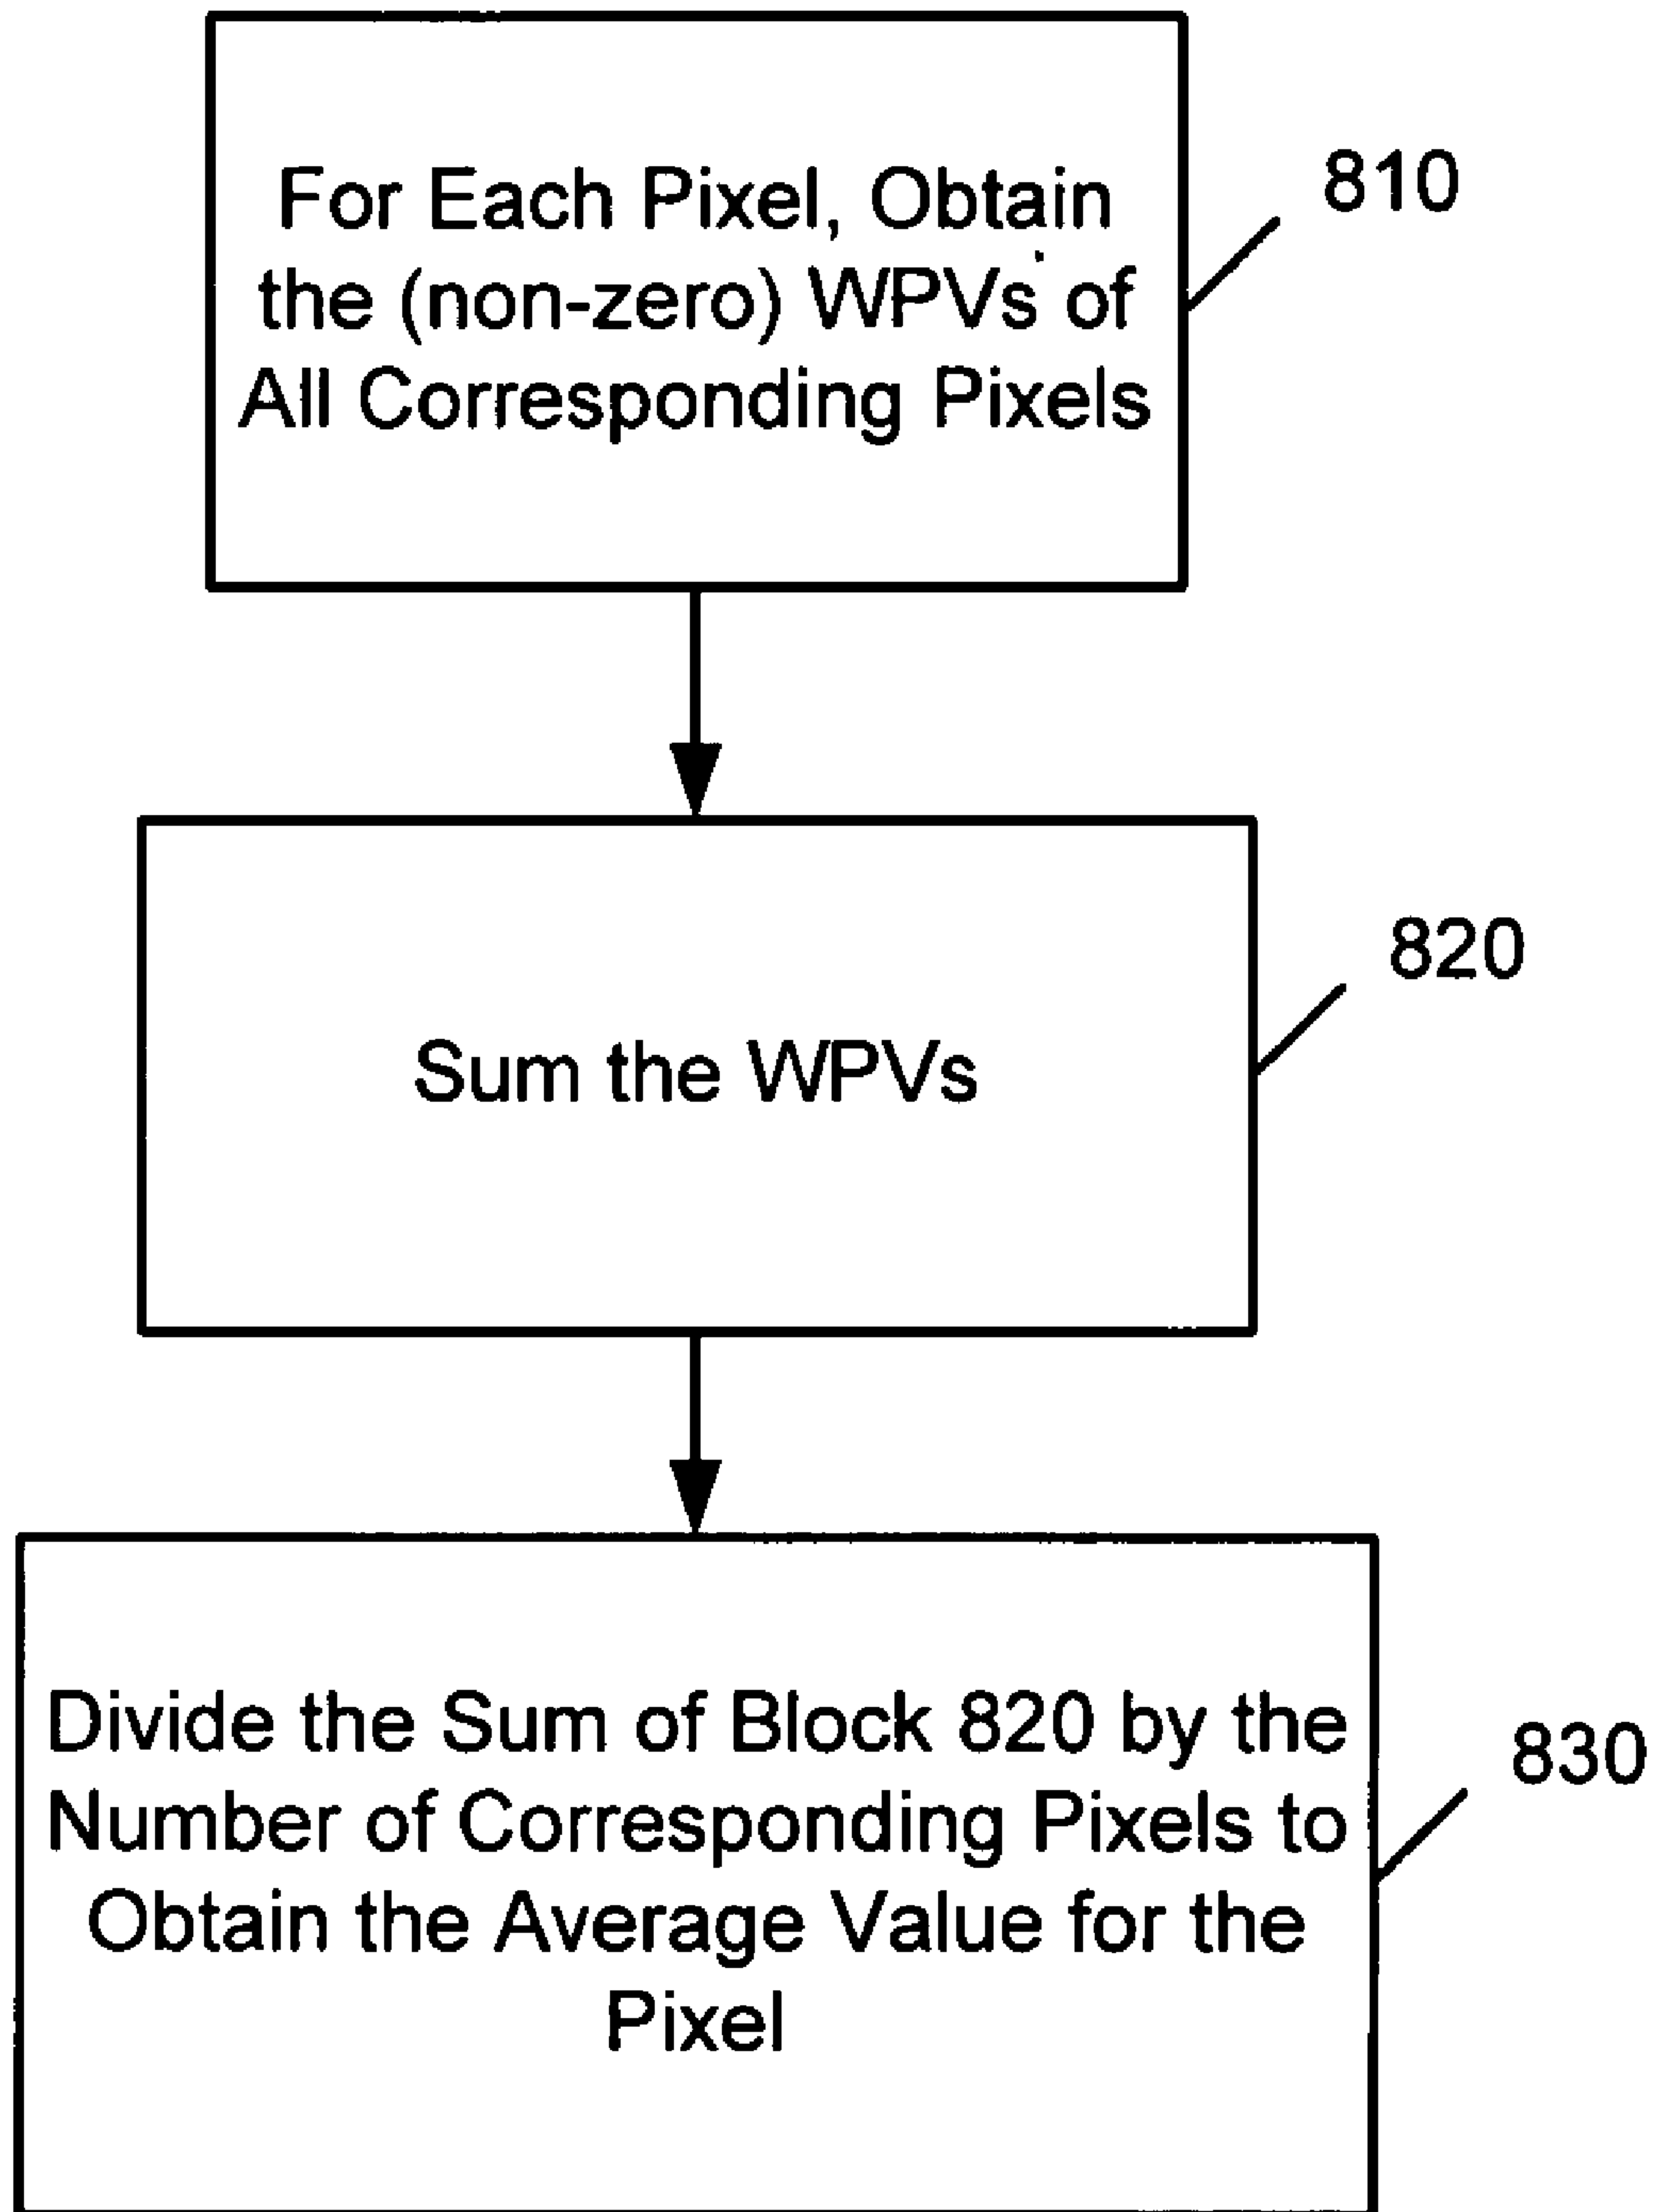 For Each Pixel, Obtain
the (non-zero) WPVs of
All Corresponding Pixels
810
Sum the WPVs
820
Divide the Sum of Block 820 by the
Number of Corresponding Pixels to
Obtain the Average Value for the
Pixel
830